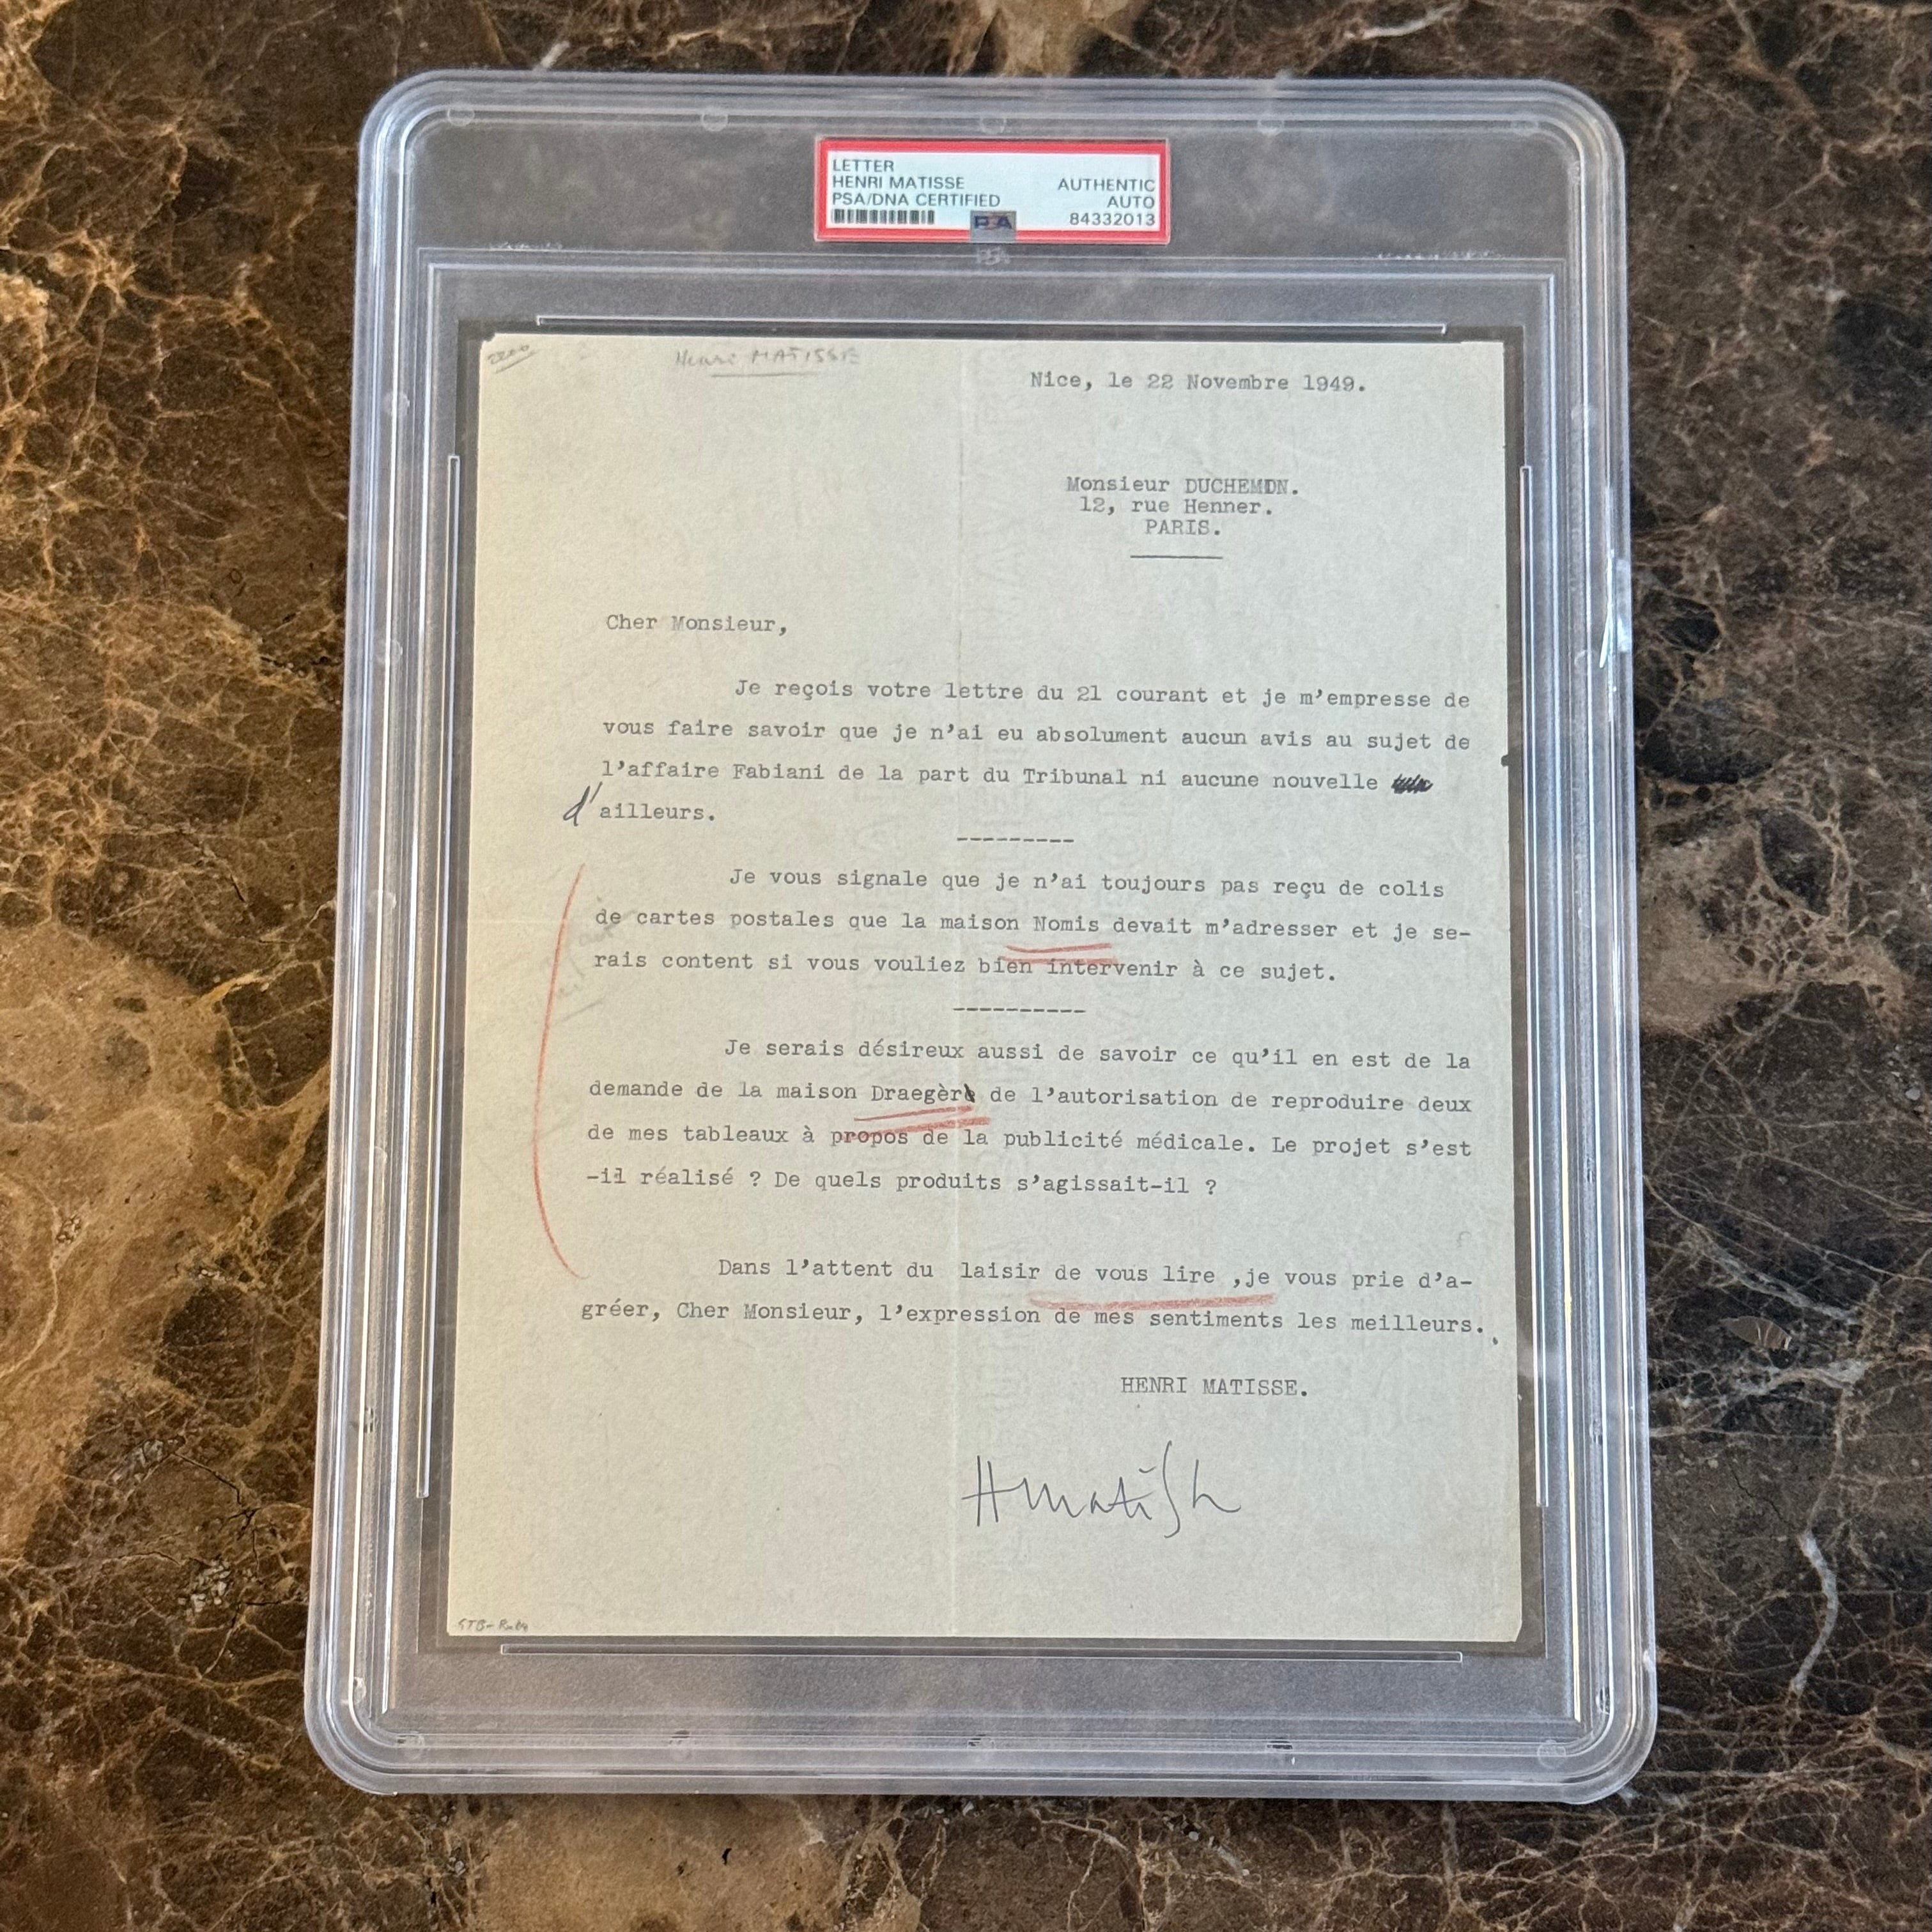 LETTER
HENRI MATISSE AUTHENTIC
PSA/DNA CERTIFIED AUTO
PSA 84332013
Henri MATISSE
Nice, le 22 Novembre 1949.
Monsieur DUCHEMIN.
12, rue Henner.
PARIS.
Cher Monsieur,
Je reçois votre lettre du 21 courant et je m'empresse de
vous faire savoir que je n'ai eu absolument aucun avis au sujet de
l'affaire Fabiani de la part du Tribunal ni aucune nouvelle
d'ailleurs.
Je vous signale que je n'ai toujours pas reçu de colis
de cartes postales que la maison Nomis devait m'adresser et je se-
rais content si vous vouliez bien intervenir à ce sujet.
Je serais désireux aussi de savoir ce qu'il en est de la
demande de la maison Draegèr de l'autorisation de reproduire deux
de mes tableaux à propos de la publicité médicale. Le projet s'est
-il réalisé ? De quels produits s'agissait-il ?
Dans l'attent du laisir de vous lire ,je vous prie d'a-
gréer, Cher Monsieur, l'expression de mes sentiments les meilleurs.
HENRI MATISSE.
HMatisse